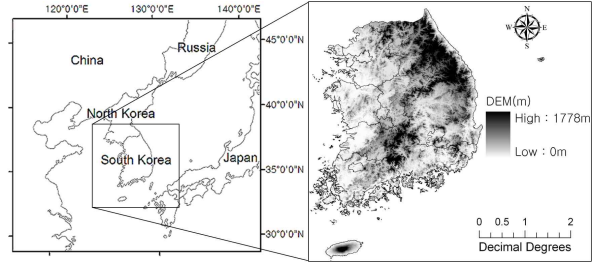 120°0'0"E 130°0'0"E 140°0'0"E
45°0'0"N
40°0'0"N
35°0'0"N
30°0'0"N
China
Russia
North Korea
South Korea
Japan
N
W E
S
DEM(m)
High : 1778m
Low : 0m
0 0.5 1 2
Decimal Degrees